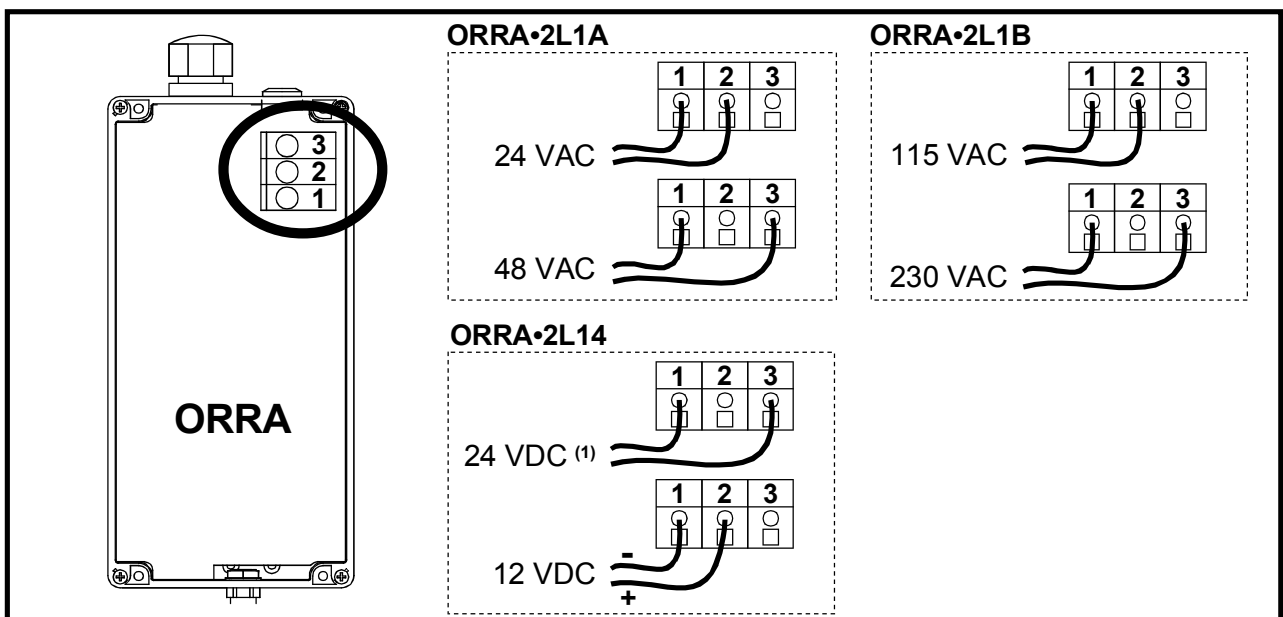 3
2
1
ORRA
ORRA•2L1A
1 2 3
24 VAC
1 2 3
48 VAC
ORRA•2L1B
1 2 3
115 VAC
1 2 3
230 VAC
ORRA•2L14
1 2 3
24 VDC (1)
1 2 3
-
12 VDC
+